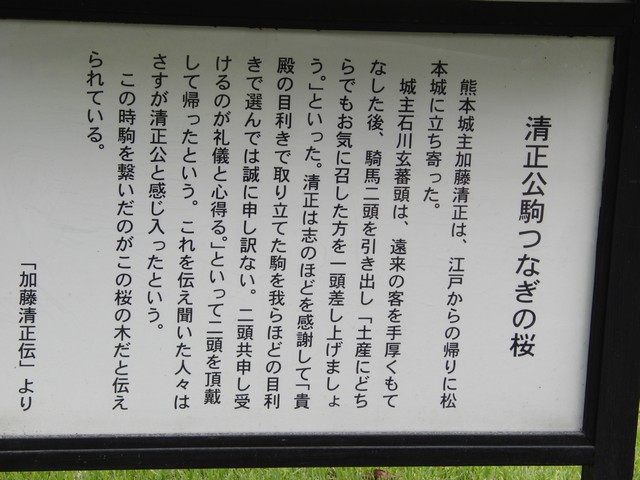 清正公駒つなぎの桜
熊本城主加藤清正は、江戸からの帰りに松
本城に立ち寄った。
城主石川玄蕃頭は、遠来の客を手厚くもて
なした後、騎馬二頭を引き出し「土産にどち
らでもお気に召した方を一頭差し上げましょ
う。」といった。清正は志のほどを感謝して「貴
殿の目利きで取り立てた駒を我らほどの目利
きで選んでは誠に申し訳ない。二頭共申し受
けるのが礼儀と心得る。」といって二頭を頂戴
して帰ったという。これを伝え聞いた人々は
さすが清正公と感じ入ったという。
この時駒を繋いだのがこの桜の木だと伝え
られている。
「加藤清正伝」より